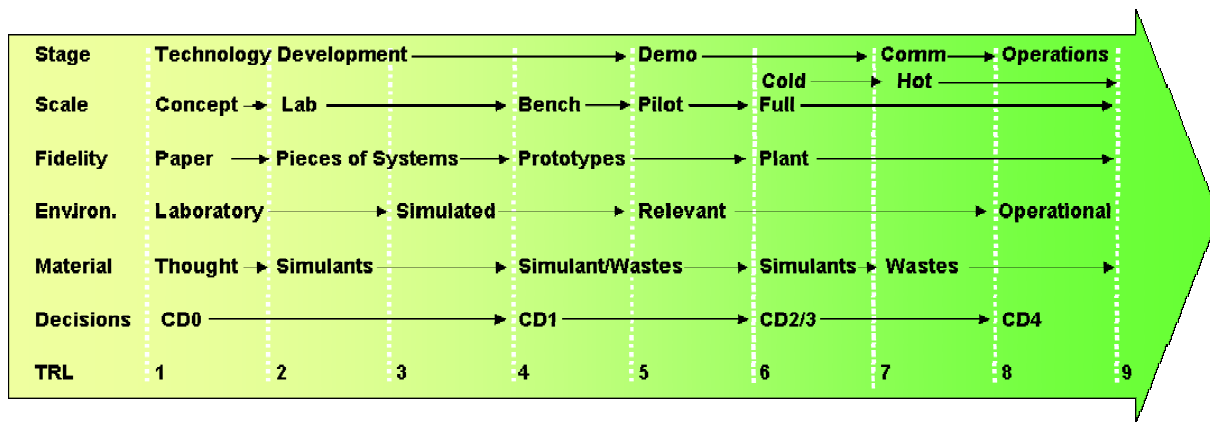 Stage Technology Development Demo Comm Operations
Cold Hot
Scale Concept Lab Bench Pilot Full
Fidelity Paper Pieces of Systems Prototypes Plant
Environ. Laboratory Simulated Relevant Operational
Material Thought Simulants Simulant/Wastes Simulants Wastes
Decisions CD0 CD1 CD2/3 CD4
TRL 1 2 3 4 5 6 7 8 9